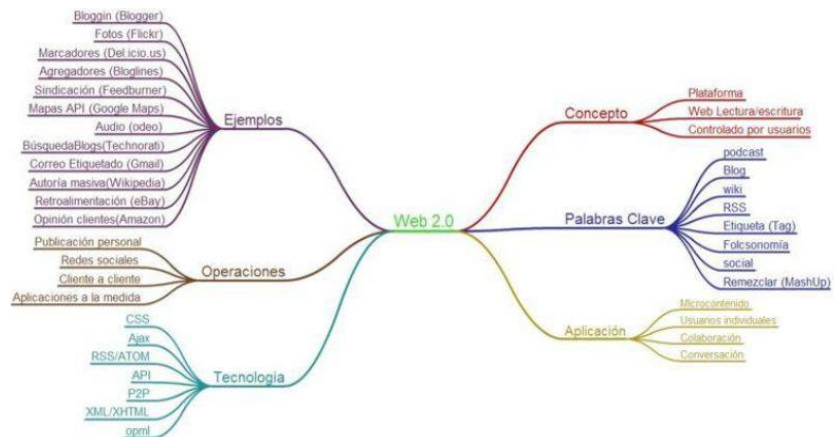 Bloggin (Blogger)
Fotos (Flickr)
Marcadores (Del.icio.us)
Agregadores (Bloglines)
Sindicación (Feedburner)
Mapas API (Google Maps)
Audio (odeo)
BúsquedaBlogs(Technorati)
Correo Etiquetado (Gmail)
Autoría masiva(Wikipedia)
Retroalimentación (eBay)
Opinión clientes(Amazon)
Ejemplos
Publicación personal
Redes sociales
Cliente a cliente
Aplicaciones a la medida
Operaciones
CSS
Ajax
RSS/ATOM
API
P2P
XML/XHTML
opml
Tecnologia
Web 2.0
Concepto
Plataforma
Web Lectura/escritura
Controlado por usuarios
Palabras Clave
podcast
Blog
wiki
RSS
Etiqueta (Tag)
Folcsonomía
social
Remezclar (MashUp)
Aplicación
Microcontenido
Usuarios individuales
Colaboración
Conversación